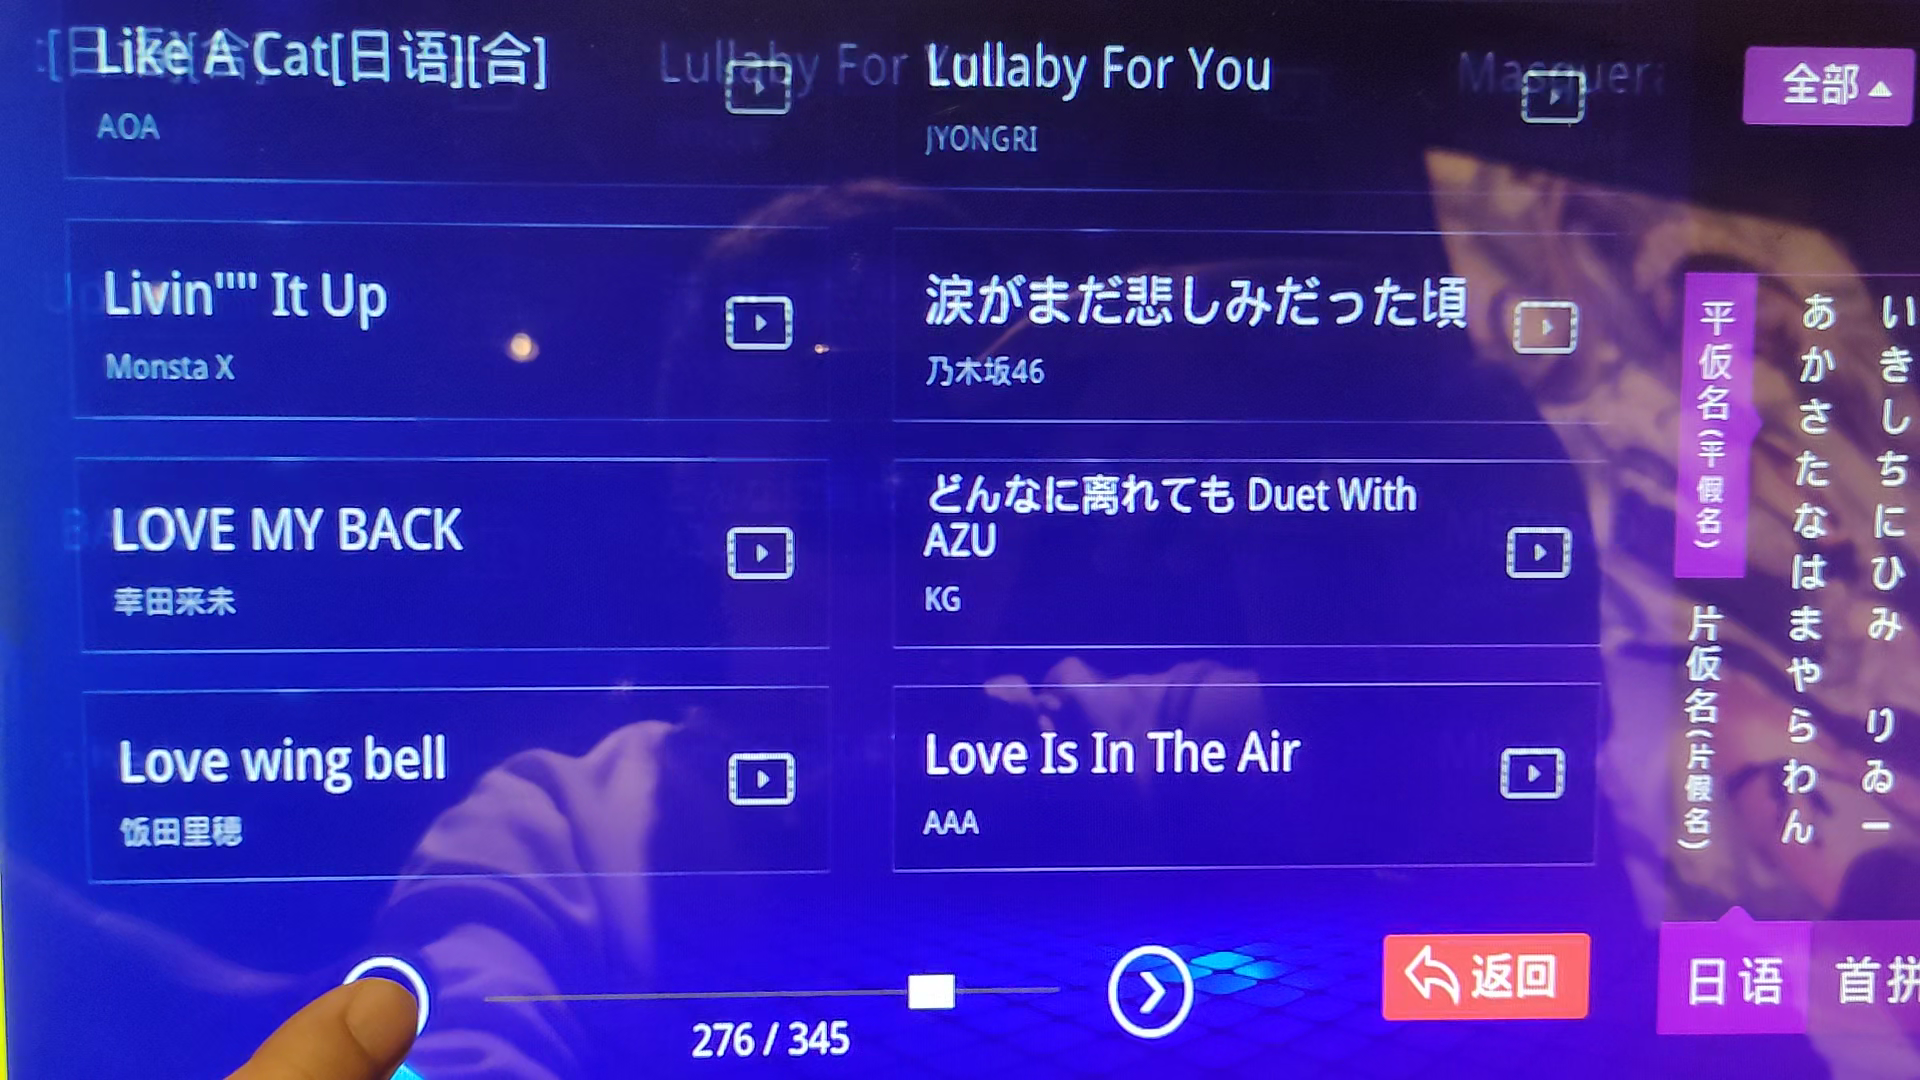 Like A Cat[日语][合]
AOA
Lullaby For You
JYONGRI
全部
Livin"" It Up
Monsta X
涙がまだ悲しみだった頃
乃木坂46
LOVE MY BACK
幸田来未
どんなに离れても Duet With
AZU
KG
Love wing bell
饭田里穂
Love Is In The Air
AAA
276 / 345
返回
平仮名(平假名)
片仮名(片假名)
あかさたなはまやらわん
いきしちにひみ りゐー
日语
首拼